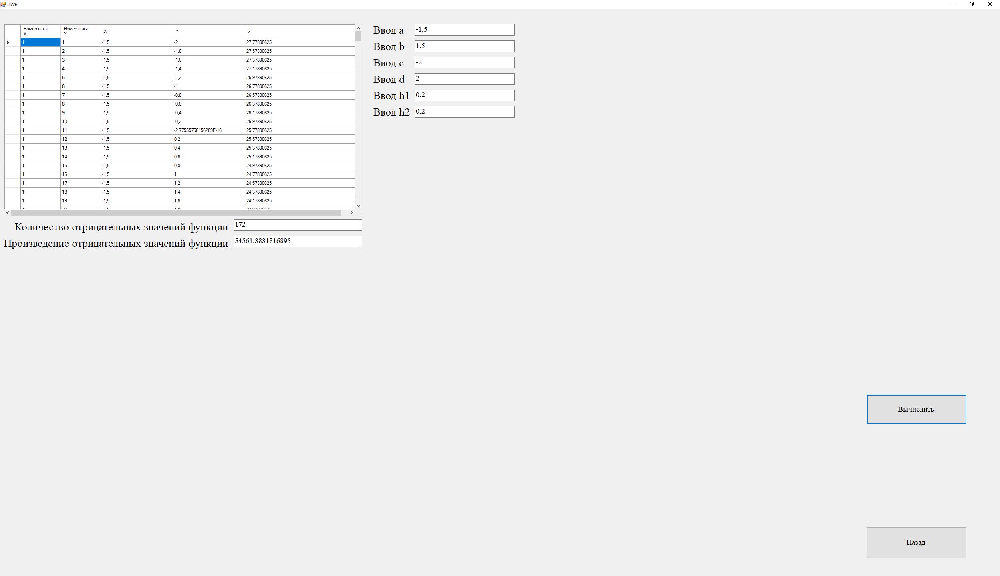 LW6
Номер шага X Номер шага Y X Y Z
1 1 -1,5 -2 27,77890625
1 2 -1,5 -1,8 27,57890625
1 3 -1,5 -1,6 27,37890625
1 4 -1,5 -1,4 27,17890625
1 5 -1,5 -1,2 26,97890625
1 6 -1,5 -1 26,77890625
1 7 -1,5 -0,8 26,57890625
1 8 -1,5 -0,6 26,37890625
1 9 -1,5 -0,4 26,17890625
1 10 -1,5 -0,2 25,97890625
1 11 -1,5 -2,77555756156289E-16 25,77890625
1 12 -1,5 0,2 25,57890625
1 13 -1,5 0,4 25,37890625
1 14 -1,5 0,6 25,17890625
1 15 -1,5 0,8 24,97890625
1 16 -1,5 1 24,77890625
1 17 -1,5 1,2 24,57890625
1 18 -1,5 1,4 24,37890625
1 19 -1,5 1,6 24,17890625
1 20 -1,5 1,8 23,97890625
Количество отрицательных значений функции 172
Произведение отрицательных значений функции 54561,3831816895
Ввод a -1,5
Ввод b 1,5
Ввод c -2
Ввод d 2
Ввод h1 0,2
Ввод h2 0,2
Вычислить
Назад